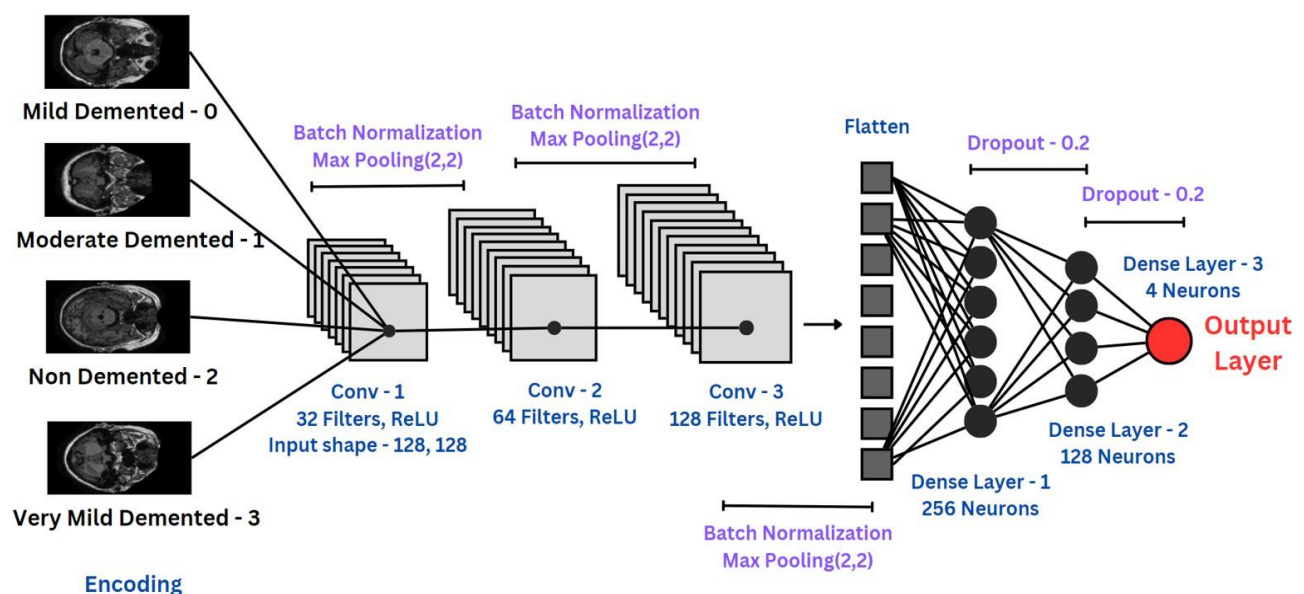 Mild Demented - 0
Moderate Demented - 1
Non Demented - 2
Very Mild Demented - 3
Encoding
Batch Normalization
Max Pooling(2,2)
Conv - 1
32 Filters, ReLU
Input shape - 128, 128
Batch Normalization
Max Pooling(2,2)
Conv - 2
64 Filters, ReLU
Conv - 3
128 Filters, ReLU
Batch Normalization
Max Pooling(2,2)
Flatten
Dropout - 0.2
Dense Layer - 1
256 Neurons
Dropout - 0.2
Dense Layer - 2
128 Neurons
Dense Layer - 3
4 Neurons
Output
Layer